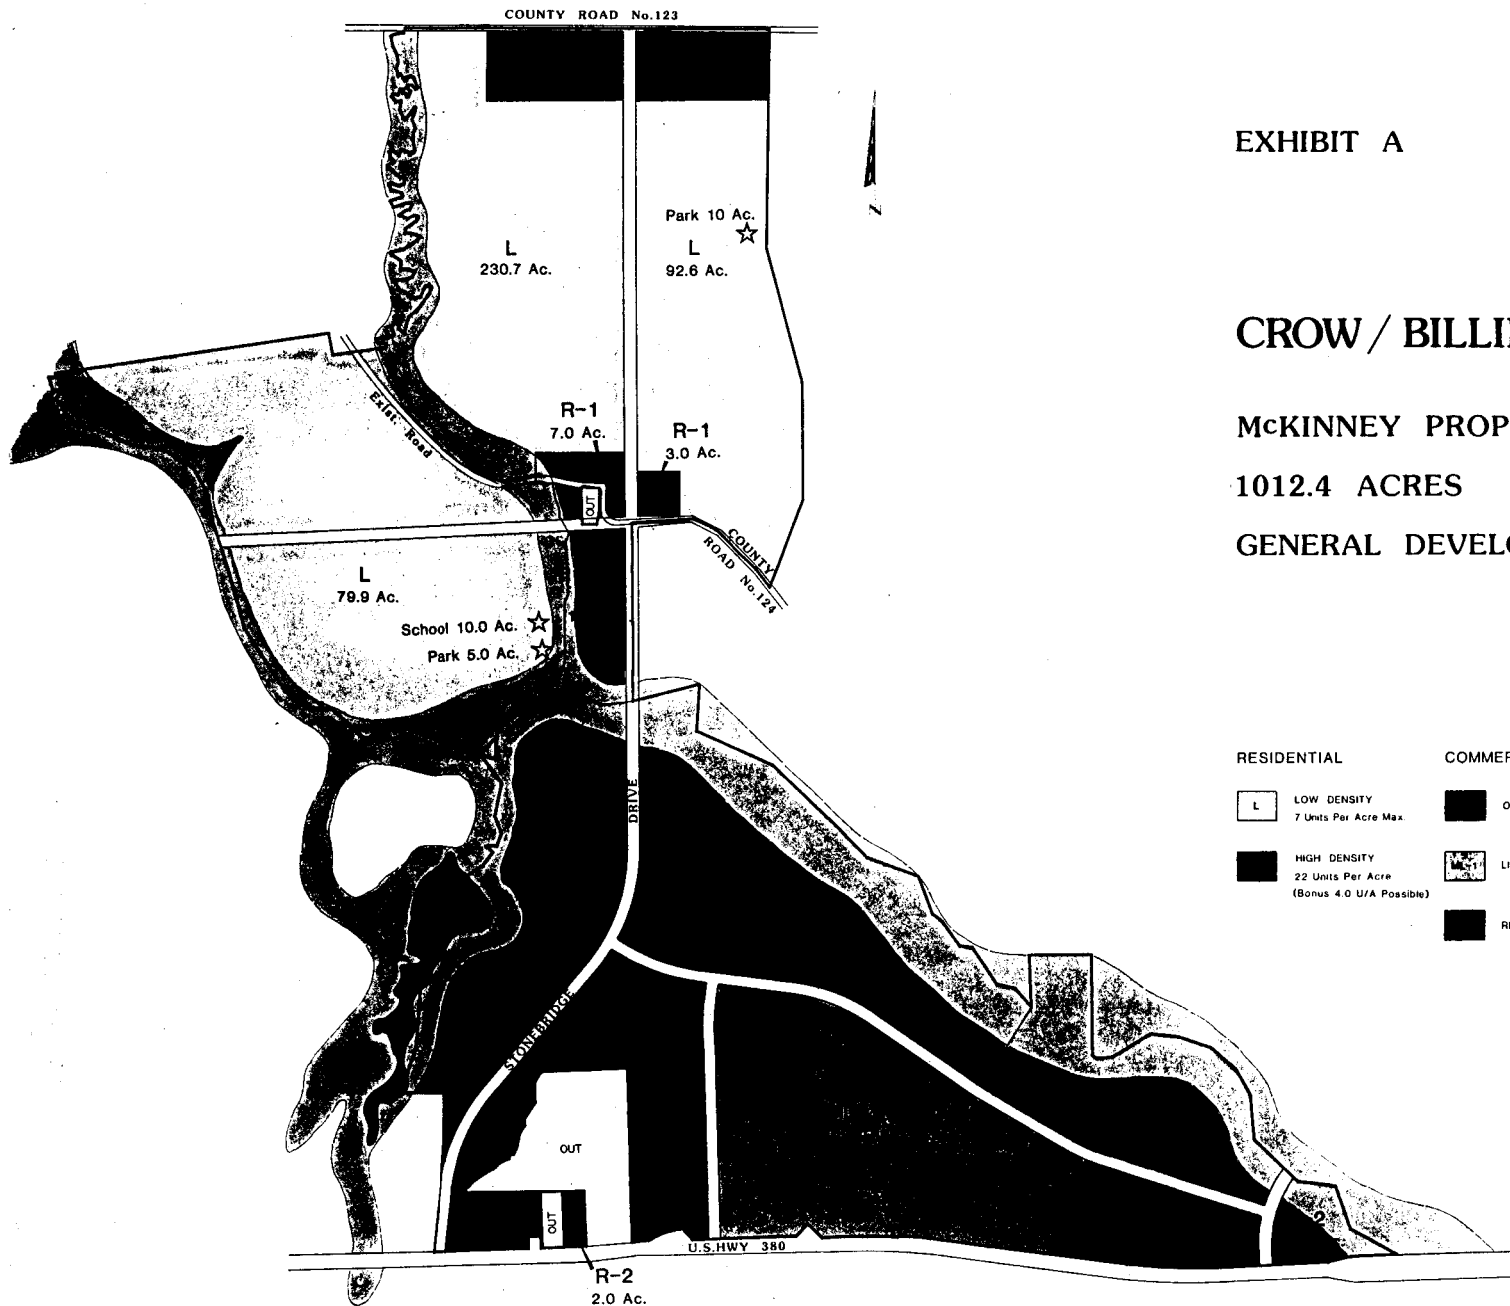 COUNTY ROAD No.123
EXHIBIT A
N
Park 10 Ac.
L
230.7 Ac.
L
92.6 Ac.
CROW / BILLI
McKINNEY PROP
1012.4 ACRES
GENERAL DEVEL
Exist. Road
R-1
7.0 Ac.
R-1
3.0 Ac.
OUT
COUNTY
ROAD No.124
L
79.9 Ac.
School 10.0 Ac.
Park 5.0 Ac.
RESIDENTIAL
COMMER
L
LOW DENSITY
7 Units Per Acre Max.
O
HIGH DENSITY
22 Units Per Acre
(Bonus 4.0 U/A Possible)
ML-1
LI
R
STONEBRIDGE
DRIVE
OUT
OUT
U.S.HWY 380
R-2
2.0 Ac.